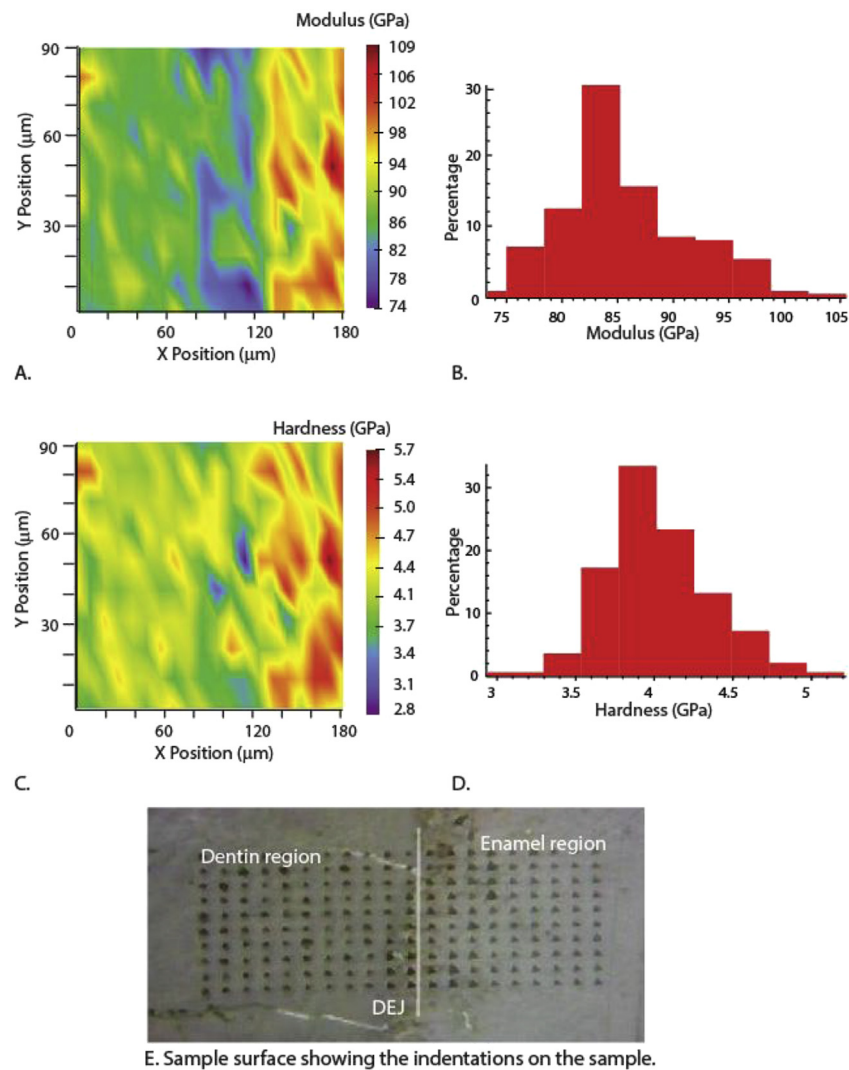 Modulus (GPa)
90
60
30
Y Position (μm)
0 60 120 180
X Position (μm)
109
106
102
98
94
90
86
82
78
74
A.
30
20
10
0
Percentage
75 80 85 90 95 100 105
Modulus (GPa)
B.
Hardness (GPa)
90
60
30
Y Position (μm)
0 60 120 180
X Position (μm)
5.7
5.4
5.0
4.7
4.4
4.1
3.7
3.4
3.1
2.8
C.
30
20
10
0
Percentage
3 3.5 4 4.5 5
Hardness (GPa)
D.
Dentin region
Enamel region
DEJ
E. Sample surface showing the indentations on the sample.